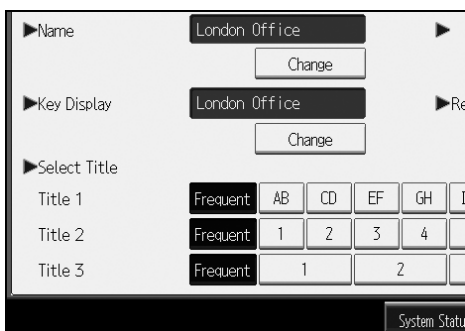 ▶Name London Office ▶
Change
▶Key Display London Office ▶Re
Change
▶Select Title
Title 1 Frequent AB CD EF GH
Title 2 Frequent 1 2 3 4
Title 3 Frequent 1 2
System Statu